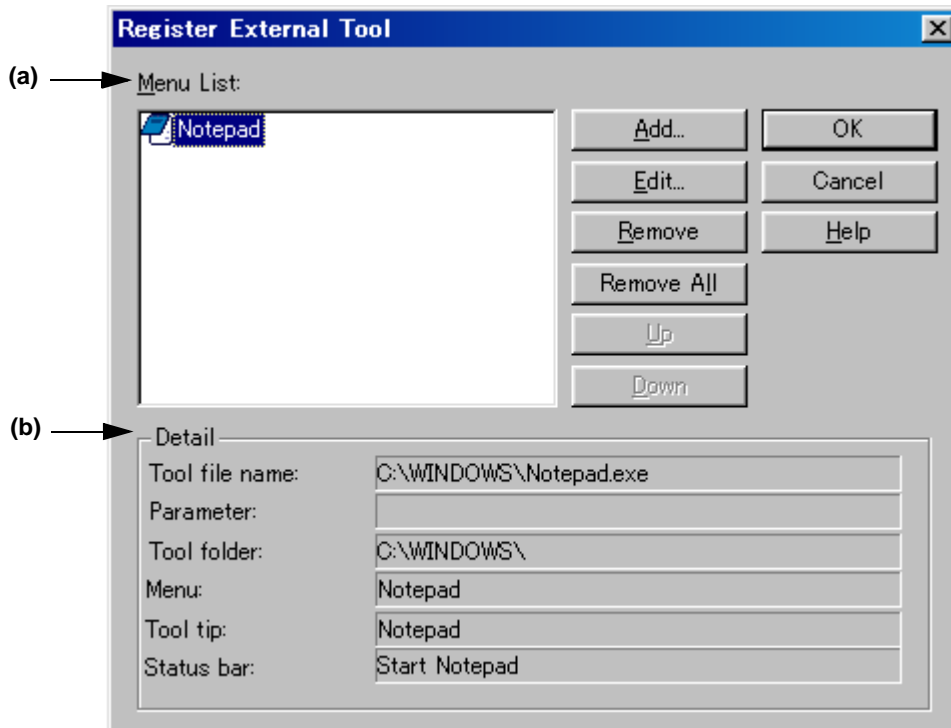 Register External Tool
(a)
Menu List:
Notepad
Add...
OK
Edit...
Cancel
Remove
Help
Remove All
Up
Down
(b)
Detail
Tool file name: C:\WINDOWS\Notepad.exe
Parameter:
Tool folder: C:\WINDOWS\
Menu: Notepad
Tool tip: Notepad
Status bar: Start Notepad